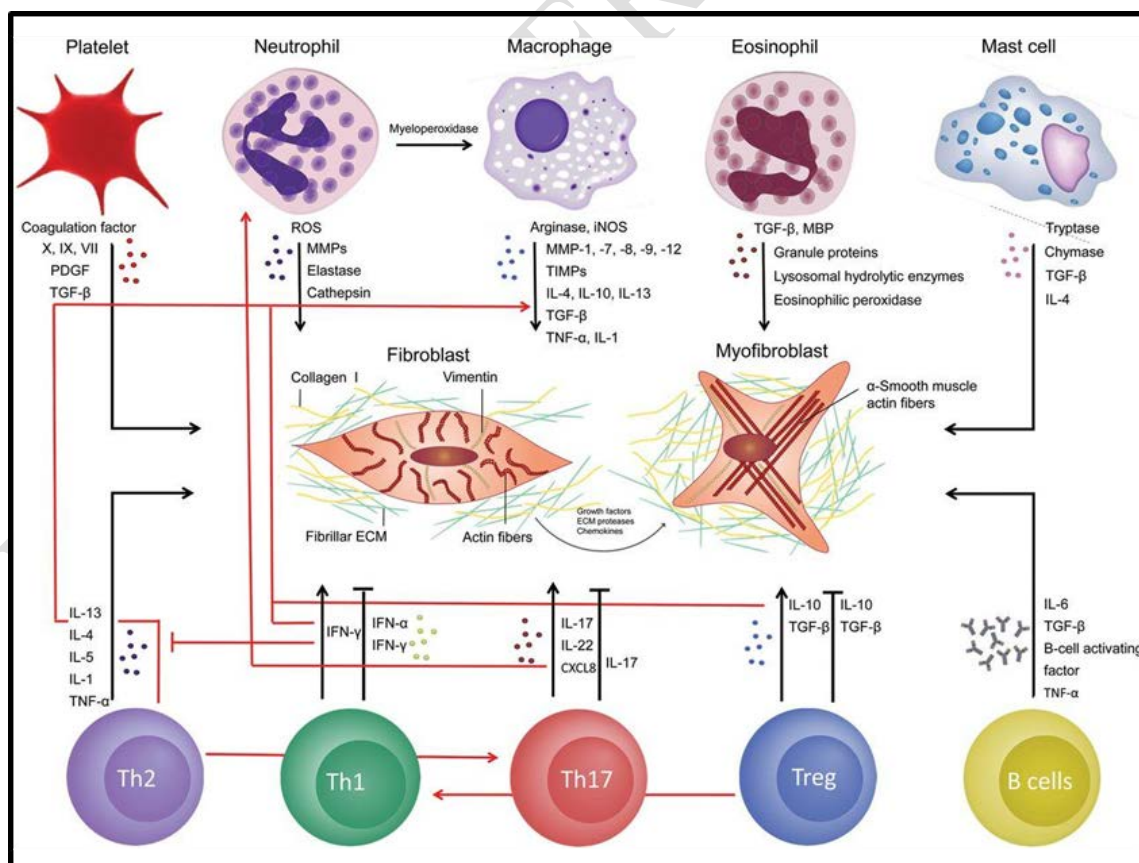 Platelet
Neutrophil
Macrophage
Eosinophil
Mast cell
Myeloperoxidase
Coagulation factor
X, IX, VII
PDGF
TGF-β
ROS
MMPs
Elastase
Cathepsin
Arginase, iNOS
MMP-1, -7, -8, -9, -12
TIMPs
IL-4, IL-10, IL-13
TGF-β
TNF-α, IL-1
TGF-β, MBP
Granule proteins
Lysosomal hydrolytic enzymes
Eosinophilic peroxidase
Tryptase
Chymase
TGF-β
IL-4
Fibroblast
Myofibroblast
Collagen I
Vimentin
α-Smooth muscle
actin fibers
Fibrillar ECM
Actin fibers
Growth factors
ECM proteases
Chemokines
IL-13
IL-4
IL-5
IL-1
TNF-α
IFN-γ
IFN-α
IFN-γ
IL-17
IL-22
CXCL8
IL-17
IL-10
TGF-β
IL-10
TGF-β
IL-6
TGF-β
B-cell activating
factor
TNF-α
Th2
Th1
Th17
Treg
B cells